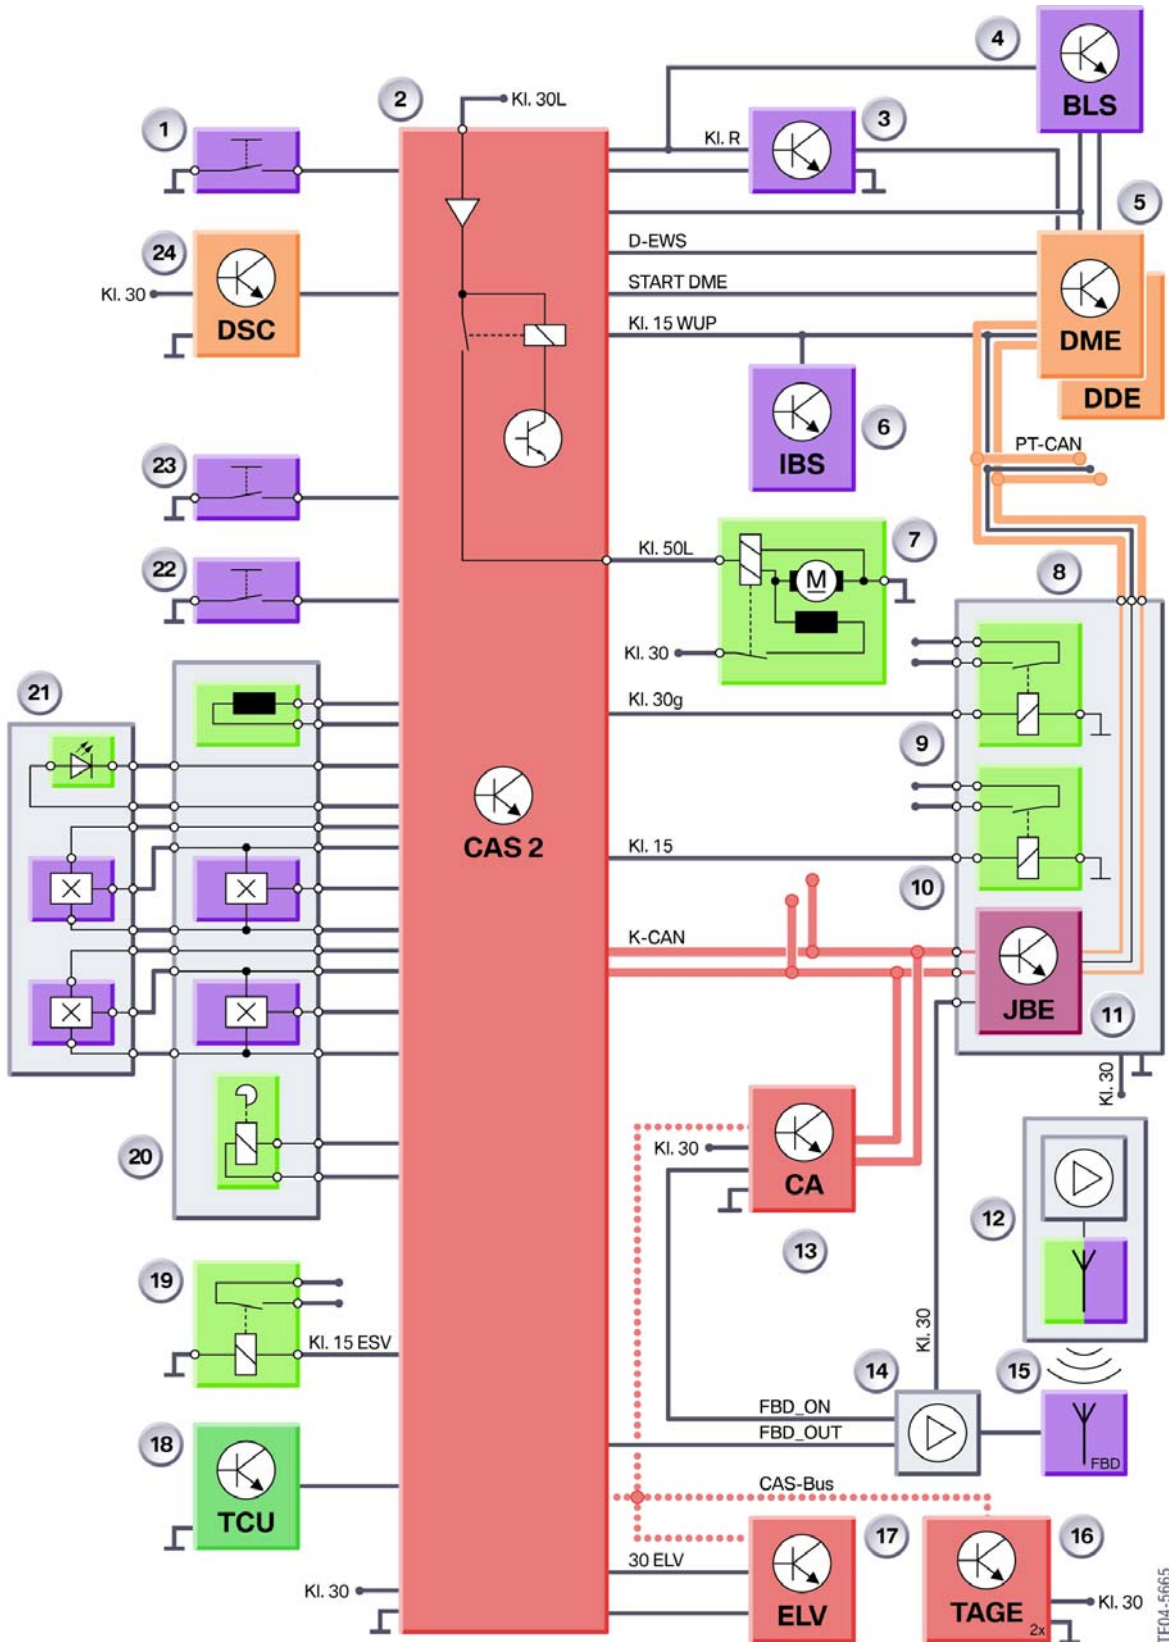 4
BLS
2
Kl. 30L
1
Kl. R
3
5
24
D-EWS
Kl. 30
DSC
START DME
DME
DDE
Kl. 15 WUP
IBS
6
PT-CAN
23
Kl. 50L
7
22
8
Kl. 30
21
Kl. 30g
9
CAS 2
Kl. 15
10
K-CAN
JBE
11
Kl. 30
Kl. 30
CA
13
20
12
19
Kl. 15 ESV
Kl. 30
14
15
FBD_ON
FBD_OUT
FBD
18
TCU
CAS-Bus
17
16
30 ELV
ELV
TAGE
2x
Kl. 30
Kl. 30
TE04-5665